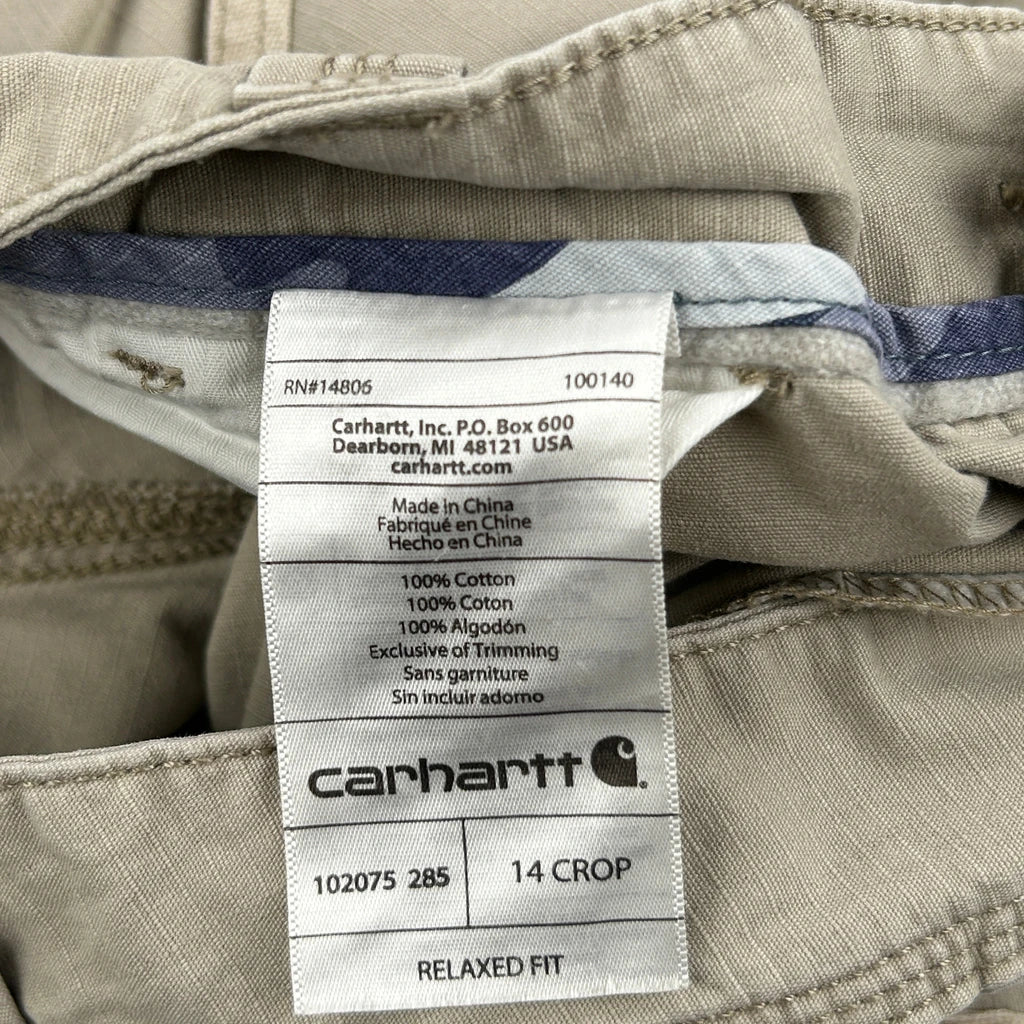 RN#14806 100140
Carhartt, Inc. P.O. Box 600
Dearborn, MI 48121 USA
carhartt.com
Made in China
Fabriqué en Chine
Hecho en China
100% Cotton
100% Coton
100% Algodón
Exclusive of Trimming
Sans garniture
Sin incluir adorno
carhartt
102075 285 14 CROP
RELAXED FIT